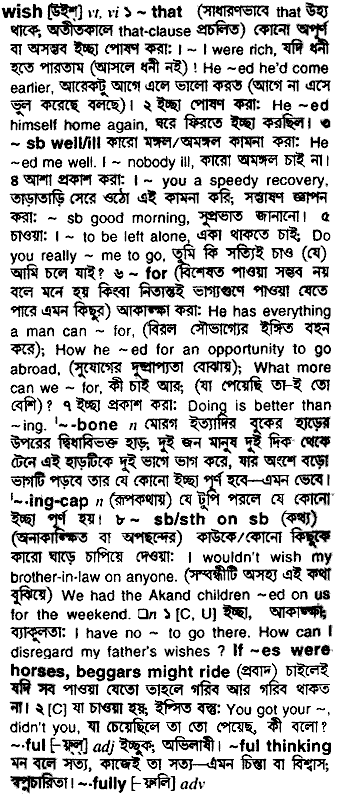 wish [উইশ্] vt, vi ১ ~ that (সাধারণভাবে that উহ্য
থাকে; অতীতকালে that-clause প্রচলিত) কোনো অপূর্ণ
বা অসম্ভব ইচ্ছা পোষণ করা: I ~ I were rich, যদি ধনী
হতে পারতাম (আসলে ধনী নই) ! He ~ed he'd come
earlier, আরেকটু আগে এলে ভালো করত (আগে না এসে
ভুল করেছে বলছে)। ২ ইচ্ছা পোষণ করা: He ~ed
himself home again, ঘরে ফিরতে ইচ্ছা করছিল। ৩
~ sb well/ill কারো মঙ্গল/অমঙ্গল কামনা করা: He
~ed me well. I ~ nobody ill, কারো অমঙ্গল চাই না।
৪ আশা প্রকাশ করা: I ~ you a speedy recovery,
তাড়াতাড়ি সেরে ওঠো এই কামনা করি; সম্ভাষণ জ্ঞাপন
করা: ~ sb good morning, সুপ্রভাত জানানো। ৫
চাওয়া: I ~ to be left alone, একা থাকতে চাই; Do
you really ~ me to go, তুমি কি সত্যিই চাও (যে)
আমি চলে যাই? ৬ ~ for (বিশেষত পাওয়া সম্ভব নয়
বলে মনে হয় কিংবা নিতান্তই ভাগ্যগুণে পাওয়া যেতে
পারে এমন কিছুর) আকাঙ্ক্ষা করা: He has everything
a man can ~ for, (বিরল সৌভাগ্যের ইঙ্গিত বহন
করে); How he ~ed for an opportunity to go
abroad, (সুযোগের দুষ্প্রাপ্যতা বোঝায়); What more
can we ~ for, কী চাই আর; (যা পেয়েছি তা-ই তো
বেশি) ? ৭ ইচ্ছা প্রকাশ করা: Doing is better than
~ing. '~-bone n মোরগ ইত্যাদির বুকের হাড়ের
উপরের দ্বিধাবিভক্ত হাড়; দুই জন মানুষ দুই দিক থেকে
টেনে এই হাড়টিকে দুই ভাগে ভাগ করে, যার অংশে বড়ো
ভাগটি পড়বে তার যে কোনো ইচ্ছা পূর্ণ হবে—এমন ভেবে।
'~·ing-cap n (রূপকথায়) যে টুপি পরলে যে কোনো
ইচ্ছা পূর্ণ হয়। ৮ ~ sb/sth on sb (কথ্য)
(অনাকাঙ্ক্ষিত বা অপছন্দের) কাউকে/কোনো কিছুকে
কারো ঘাড়ে চাপিয়ে দেওয়া: I wouldn't wish my
brother-in-law on anyone. (সম্বন্ধীটি অসহ্য এই কথা
বুঝিয়ে) We had the Akand children ~ed on us
for the weekend. □n ১ [C, U] ইচ্ছা, আকাঙ্ক্ষা;
ব্যাকুলতা: I have no ~ to go there. How can I
disregard my father's wishes ? If ~es were
horses, beggars might ride (প্রবাদ) চাইলেই
যদি সব পাওয়া যেতো তাহলে গরিব আর গরিব থাকত
না। ২ [C] যা চাওয়া হয়; ইপ্সিত বস্তু: You got your ~,
didn't you, যা চেয়েছিলে তা তো পেয়েছ, কী বলো?
~·ful [-ফ্‌ল্] adj ইচ্ছুক; অভিলাষী। ~ful thinking
মন বলে সত্য, কাজেই তা সত্য—এমন চিন্তা বা বিশ্বাস;
স্বপ্নচারিতা। ~·fully [-ফলি] adv